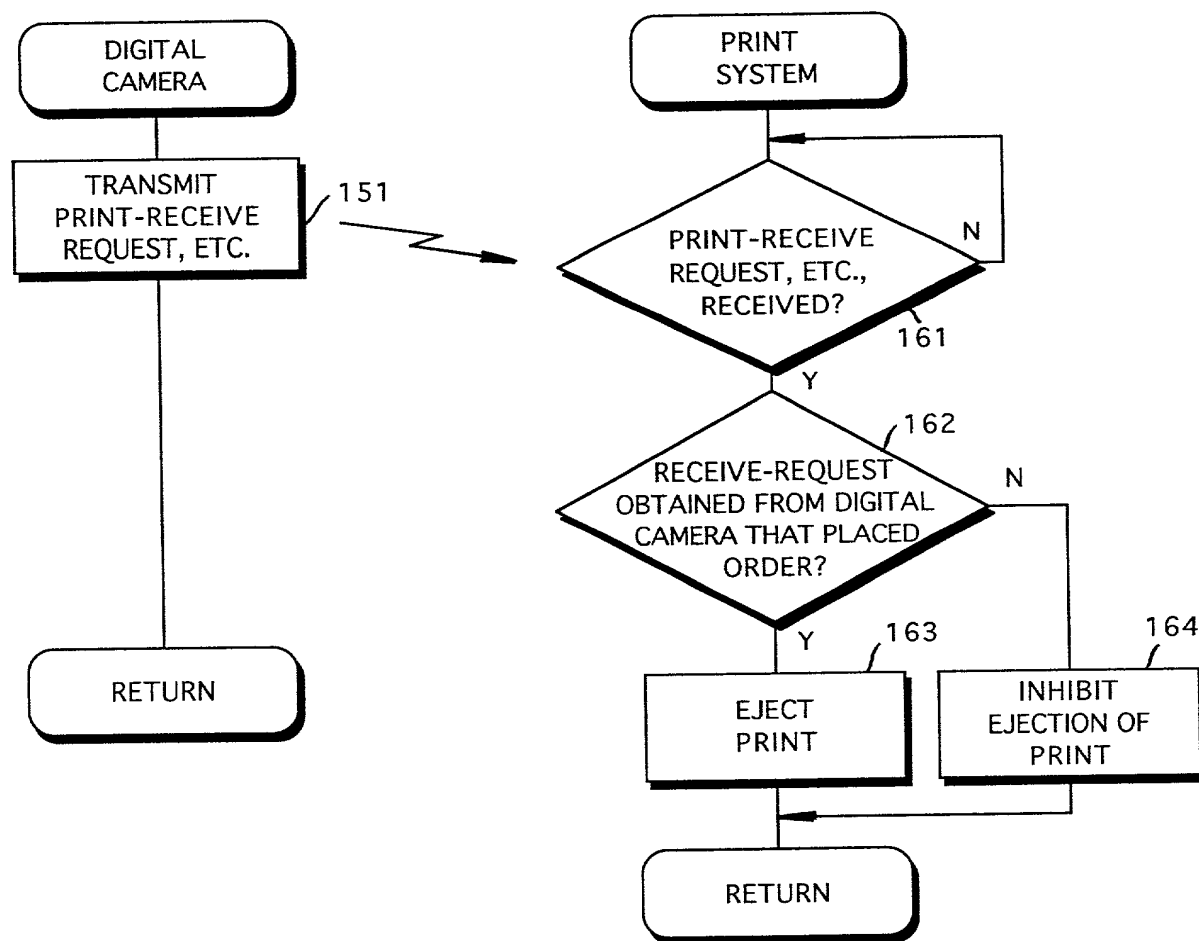 DIGITAL
CAMERA
TRANSMIT
PRINT-RECEIVE
REQUEST, ETC.
151
RETURN
PRINT
SYSTEM
PRINT-RECEIVE
REQUEST, ETC.,
RECEIVED?
N
161
Y
162
RECEIVE-REQUEST
OBTAINED FROM DIGITAL
CAMERA THAT PLACED
ORDER?
N
Y
163
EJECT
PRINT
164
INHIBIT
EJECTION OF
PRINT
RETURN